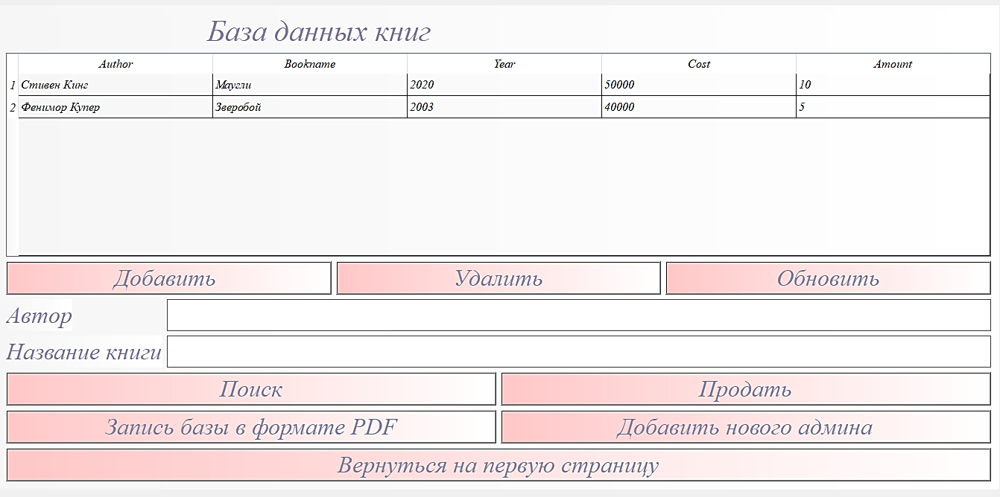 База данных книг
Author Bookname Year Cost Amount
1 Стивен Кинг Маугли 2020 50000 10
2 Фенимор Купер Зверобой 2003 40000 5
Добавить Удалить Обновить
Автор
Название книги
Поиск Продать
Запись базы в формате PDF Добавить нового админа
Вернуться на первую страницу